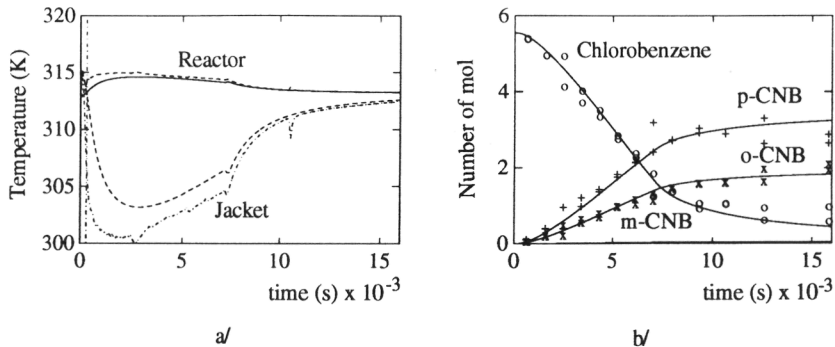 320
315
310
305
300
Temperature (K)
Reactor
Jacket
0
5
10
15
time (s) x 10⁻³
a/
6
4
2
0
Number of mol
Chlorobenzene
p-CNB
o-CNB
m-CNB
0
5
10
15
time (s) x 10⁻³
b/